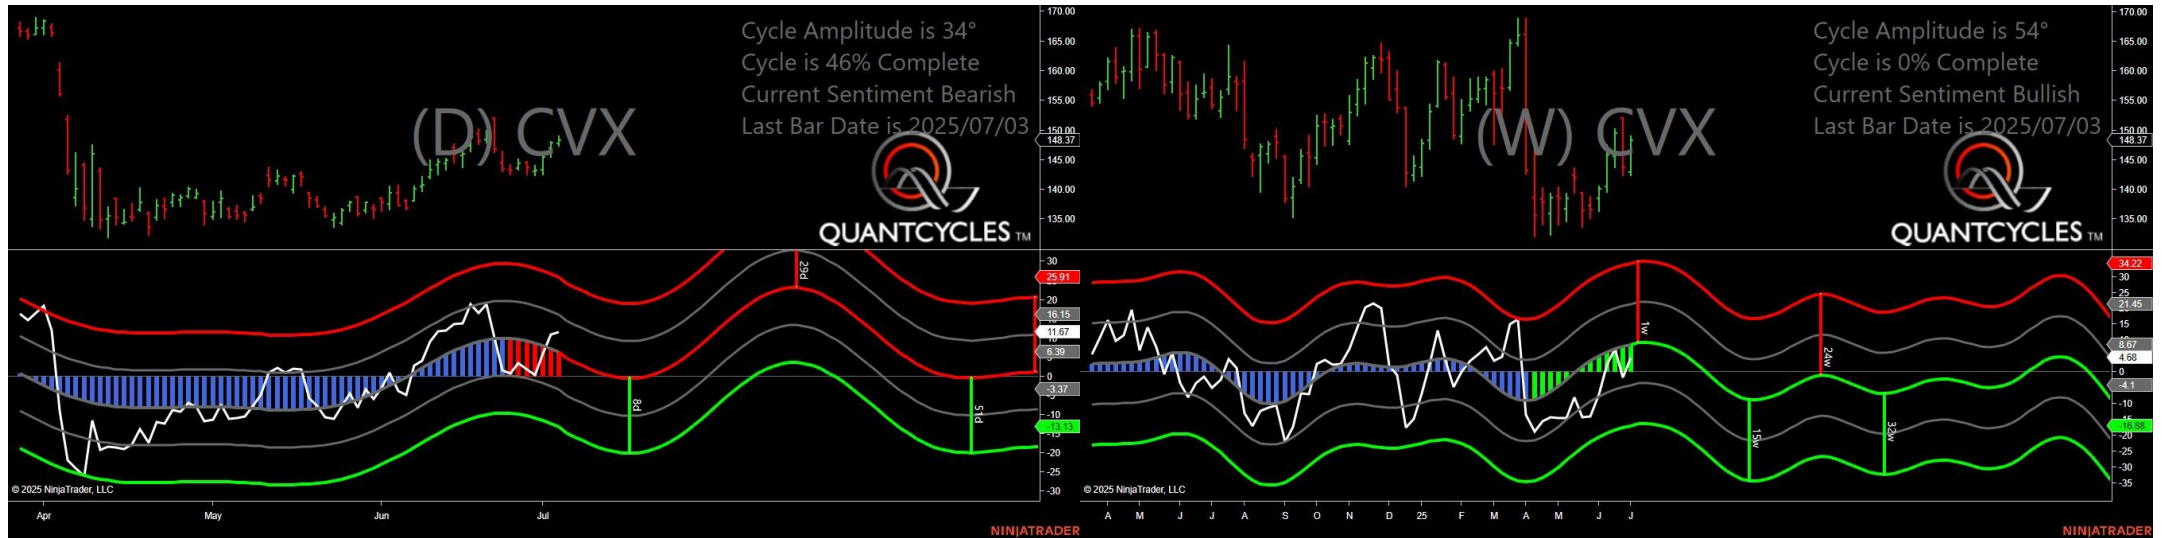 Cycle Amplitude is 34°
Cycle is 46% Complete
Current Sentiment Bearish
Last Bar Date is 2025/07/03
(D) CVX
QUANTCYCLES TM
170.00
165.00
160.00
155.00
150.00
148.37
145.00
140.00
135.00
30
25.91
20
16.15
11.67
6.39
5
0
-3.37
-10
-13.13
-15
-20
-25
-30
29d
8d
51d
© 2025 NinjaTrader, LLC
Apr
May
Jun
Jul
NINJATRADER
Cycle Amplitude is 54°
Cycle is 0% Complete
Current Sentiment Bullish
Last Bar Date is 2025/07/03
(W) CVX
QUANTCYCLES TM
170.00
165.00
160.00
155.00
150.00
148.37
145.00
140.00
135.00
34.22
30
25
21.45
15
8.67
4.68
0
-4.1
-10
-16.88
-20
-25
-30
-35
1w
24w
15w
32w
© 2025 NinjaTrader, LLC
A M J J A S O N D 25 F M A M J J
NINJATRADER